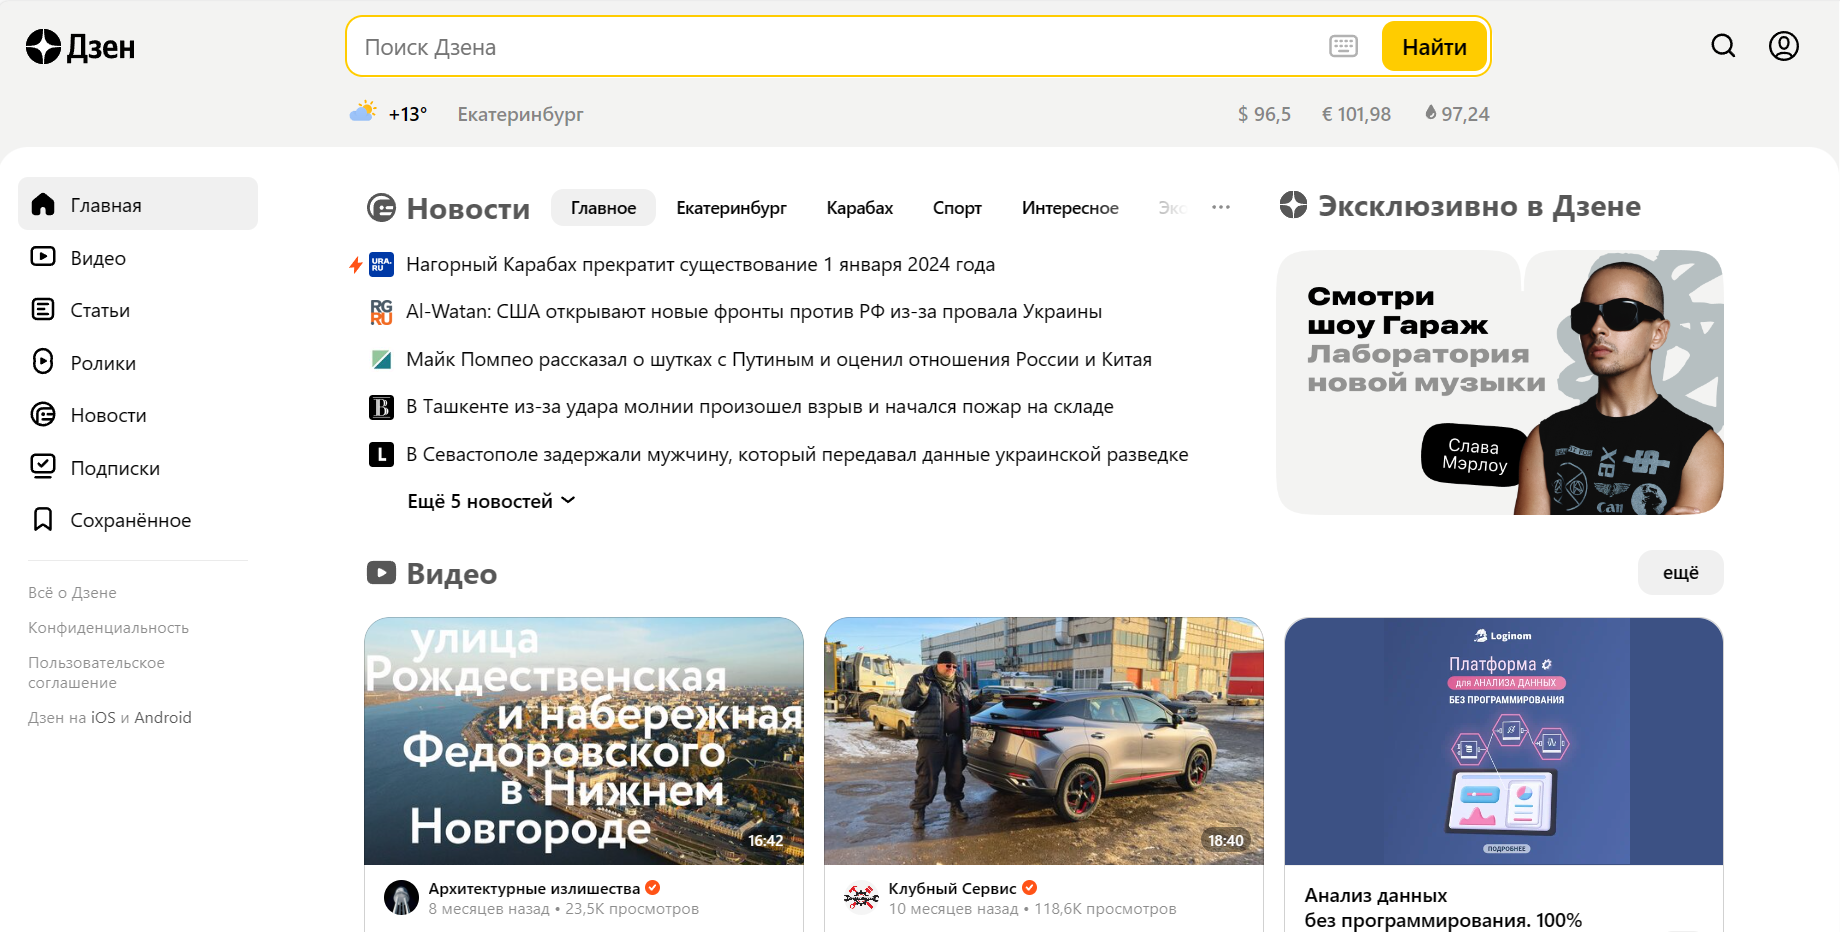 Дзен
Поиск Дзена
Найти
+13°
Екатеринбург
$ 96,5
€ 101,98
97,24
Главная
Видео
Статьи
Ролики
Новости
Подписки
Сохранённое
Всё о Дзене
Конфиденциальность
Пользовательское
соглашение
Дзен на iOS и Android
Новости
Главное
Екатеринбург
Карабах
Спорт
Интересное
Экс
URA.
RU
Нагорный Карабах прекратит существование 1 января 2024 года
RG
RU
Al-Watan: США открывают новые фронты против РФ из-за провала Украины
Майк Помпео рассказал о шутках с Путиным и оценил отношения России и Китая
B
В Ташкенте из-за удара молнии произошел взрыв и начался пожар на складе
L
В Севастополе задержали мужчину, который передавал данные украинской разведке
Ещё 5 новостей
Эксклюзивно в Дзене
Смотри
шоу Гараж
Лаборатория
новой музыки
Слава
Мэрлоу
Видео
ещё
улица
Рождественская
и набережная
Федоровского
в Нижнем
Новгороде
16:42
Архитектурные излишества
8 месяцев назад • 23,5K просмотров
18:40
Клубный Сервис
10 месяцев назад • 118,6K просмотров
Loginom
Платформа
для АНАЛИЗА ДАННЫХ
БЕЗ ПРОГРАММИРОВАНИЯ
ПОДРОБНЕЕ
Анализ данных
без программирования. 100%